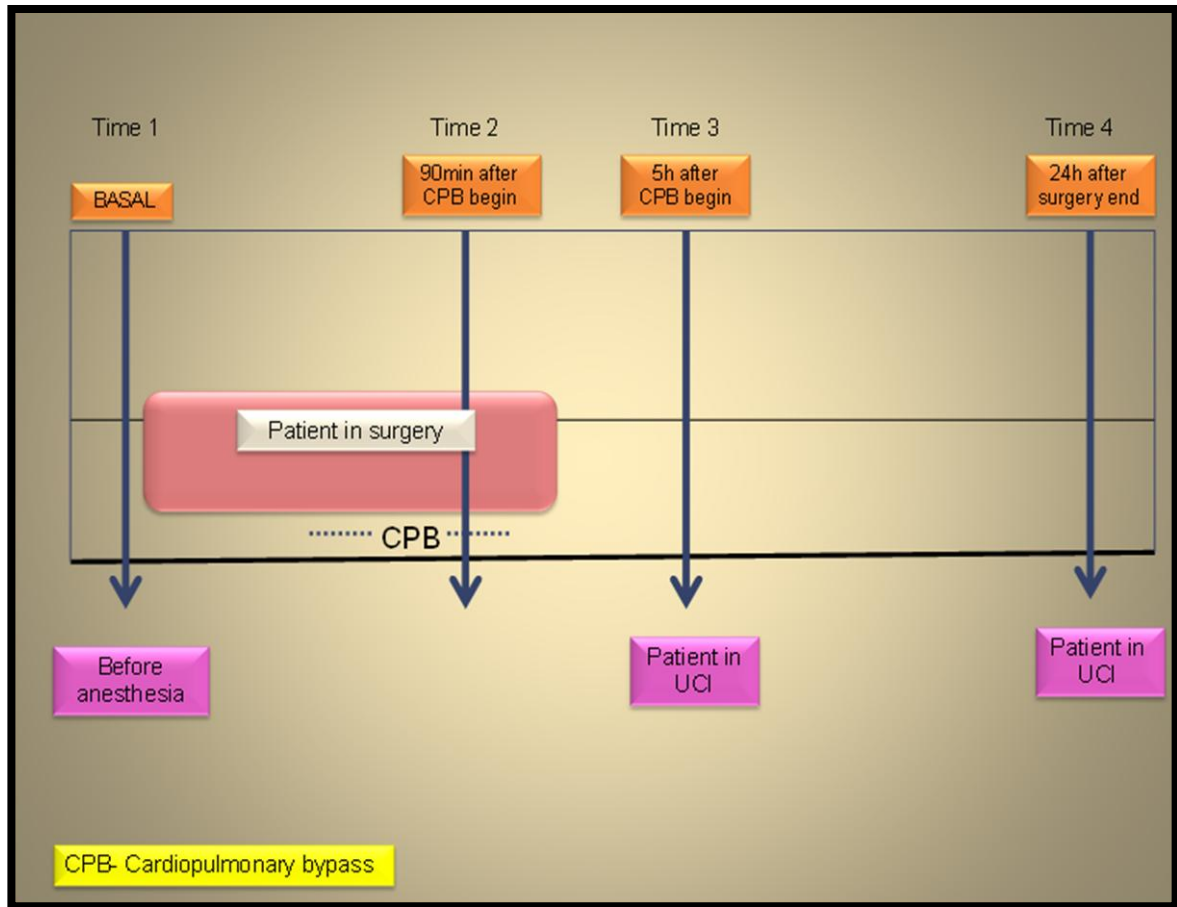 Time 1
Time 2
Time 3
Time 4
BASAL
90min after
CPB begin
5h after
CPB begin
24h after
surgery end
Patient in surgery
CPB
Before
anesthesia
Patient in
UCI
Patient in
UCI
CPB- Cardiopulmonary bypass